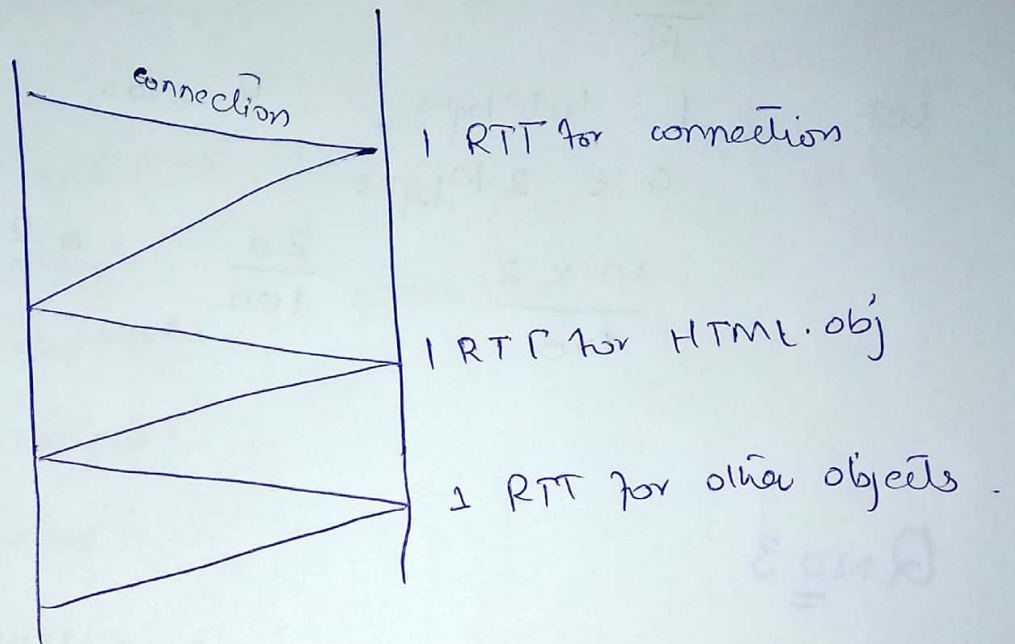 connection
1 RTT for connection
1 RTT for HTML.obj
1 RTT for other objects.